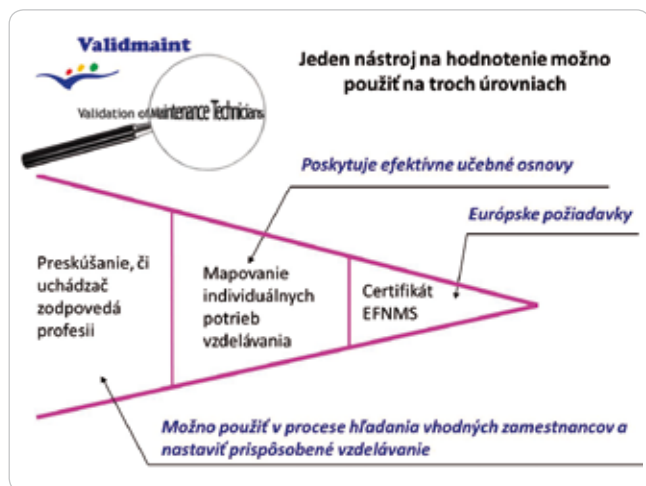 Validmaint
Jeden nástroj na hodnotenie možno
použiť na troch úrovniach
Validation of Maintenance Technicians
Poskytuje efektívne učebné osnovy
Európske požiadavky
Preskúšanie, či
uchádzač
zodpovedá
profesii
Mapovanie
individuálnych
potrieb
vzdelávania
Certifikát
EFNMS
Možno použiť v procese hľadania vhodných zamestnancov a
nastaviť prispôsobené vzdelávanie